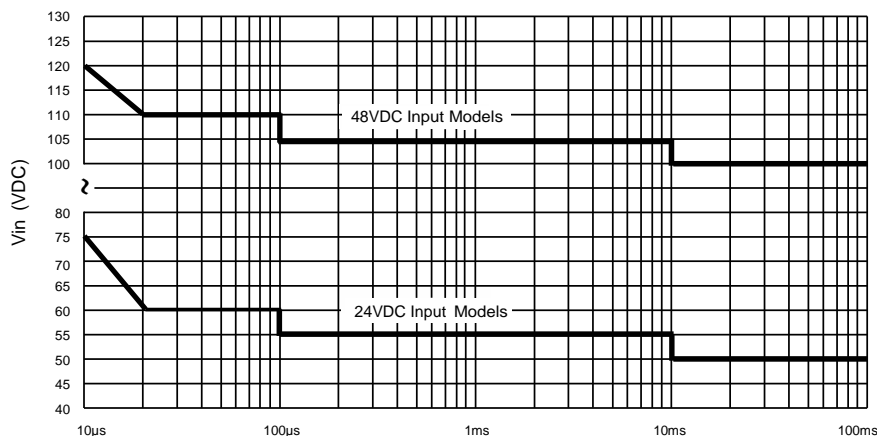 130
125
120
115
110
105
100
~
80
75
70
65
60
55
50
45
40
Vin (VDC)
48VDC Input Models
24VDC Input Models
10µs
100µs
1ms
10ms
100ms